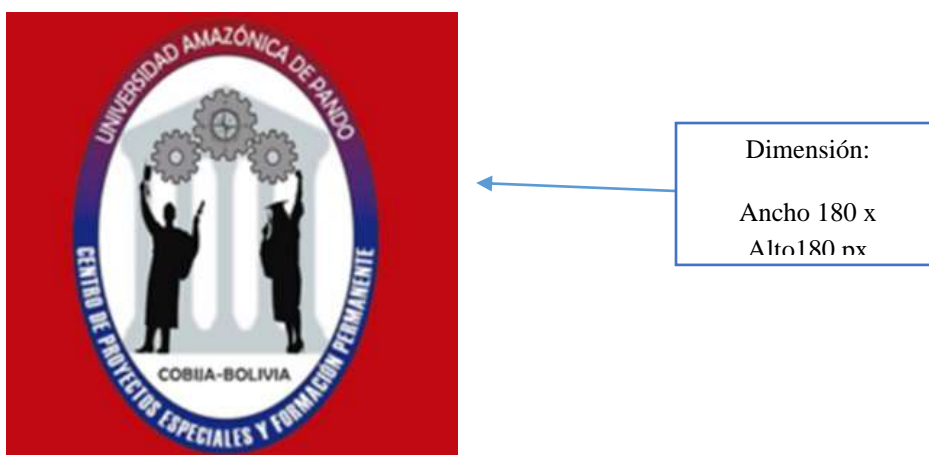 UNIVERSIDAD AMAZÓNICA DE PANDO
CENTRO DE PROYECTOS ESPECIALES Y FORMACIÓN PERMANENTE
COBIJA-BOLIVIA
Dimensión:
Ancho 180 x
Alto180 px